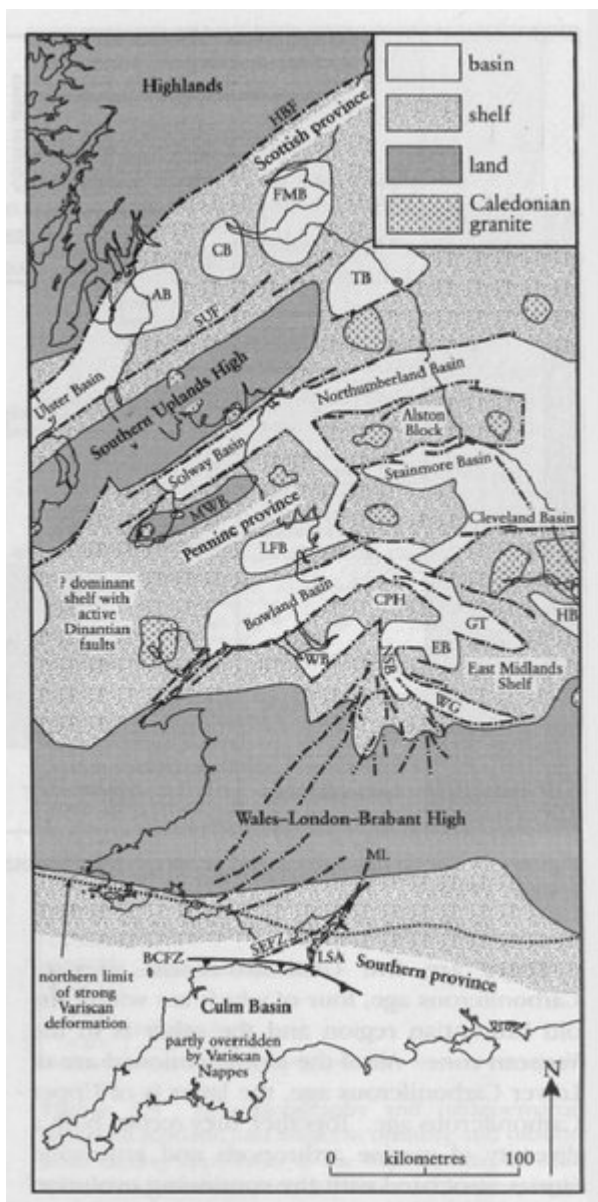 Highlands
basin
shelf
land
Caledonian
granite
HBF
Scottish province
FMB
CB
TB
AB
SUF
Ulster Basin
Southern Uplands High
Northumberland Basin
Alston
Block
Solway Basin
Stainmore Basin
MWB
Pennine province
Cleveland Basin
LFB
? dominant
shelf with
active
Dinantian
faults
Bowland Basin
CPH
HB
GT
WB
EB
East Midlands
Shelf
WG
Wales–London–Brabant High
ML
SEFZ
LSA
BCFZ
Southern province
northern limit
of strong
Variscan
deformation
Culm Basin
partly overridden
by Variscan
Nappes
N
0 kilometres 100